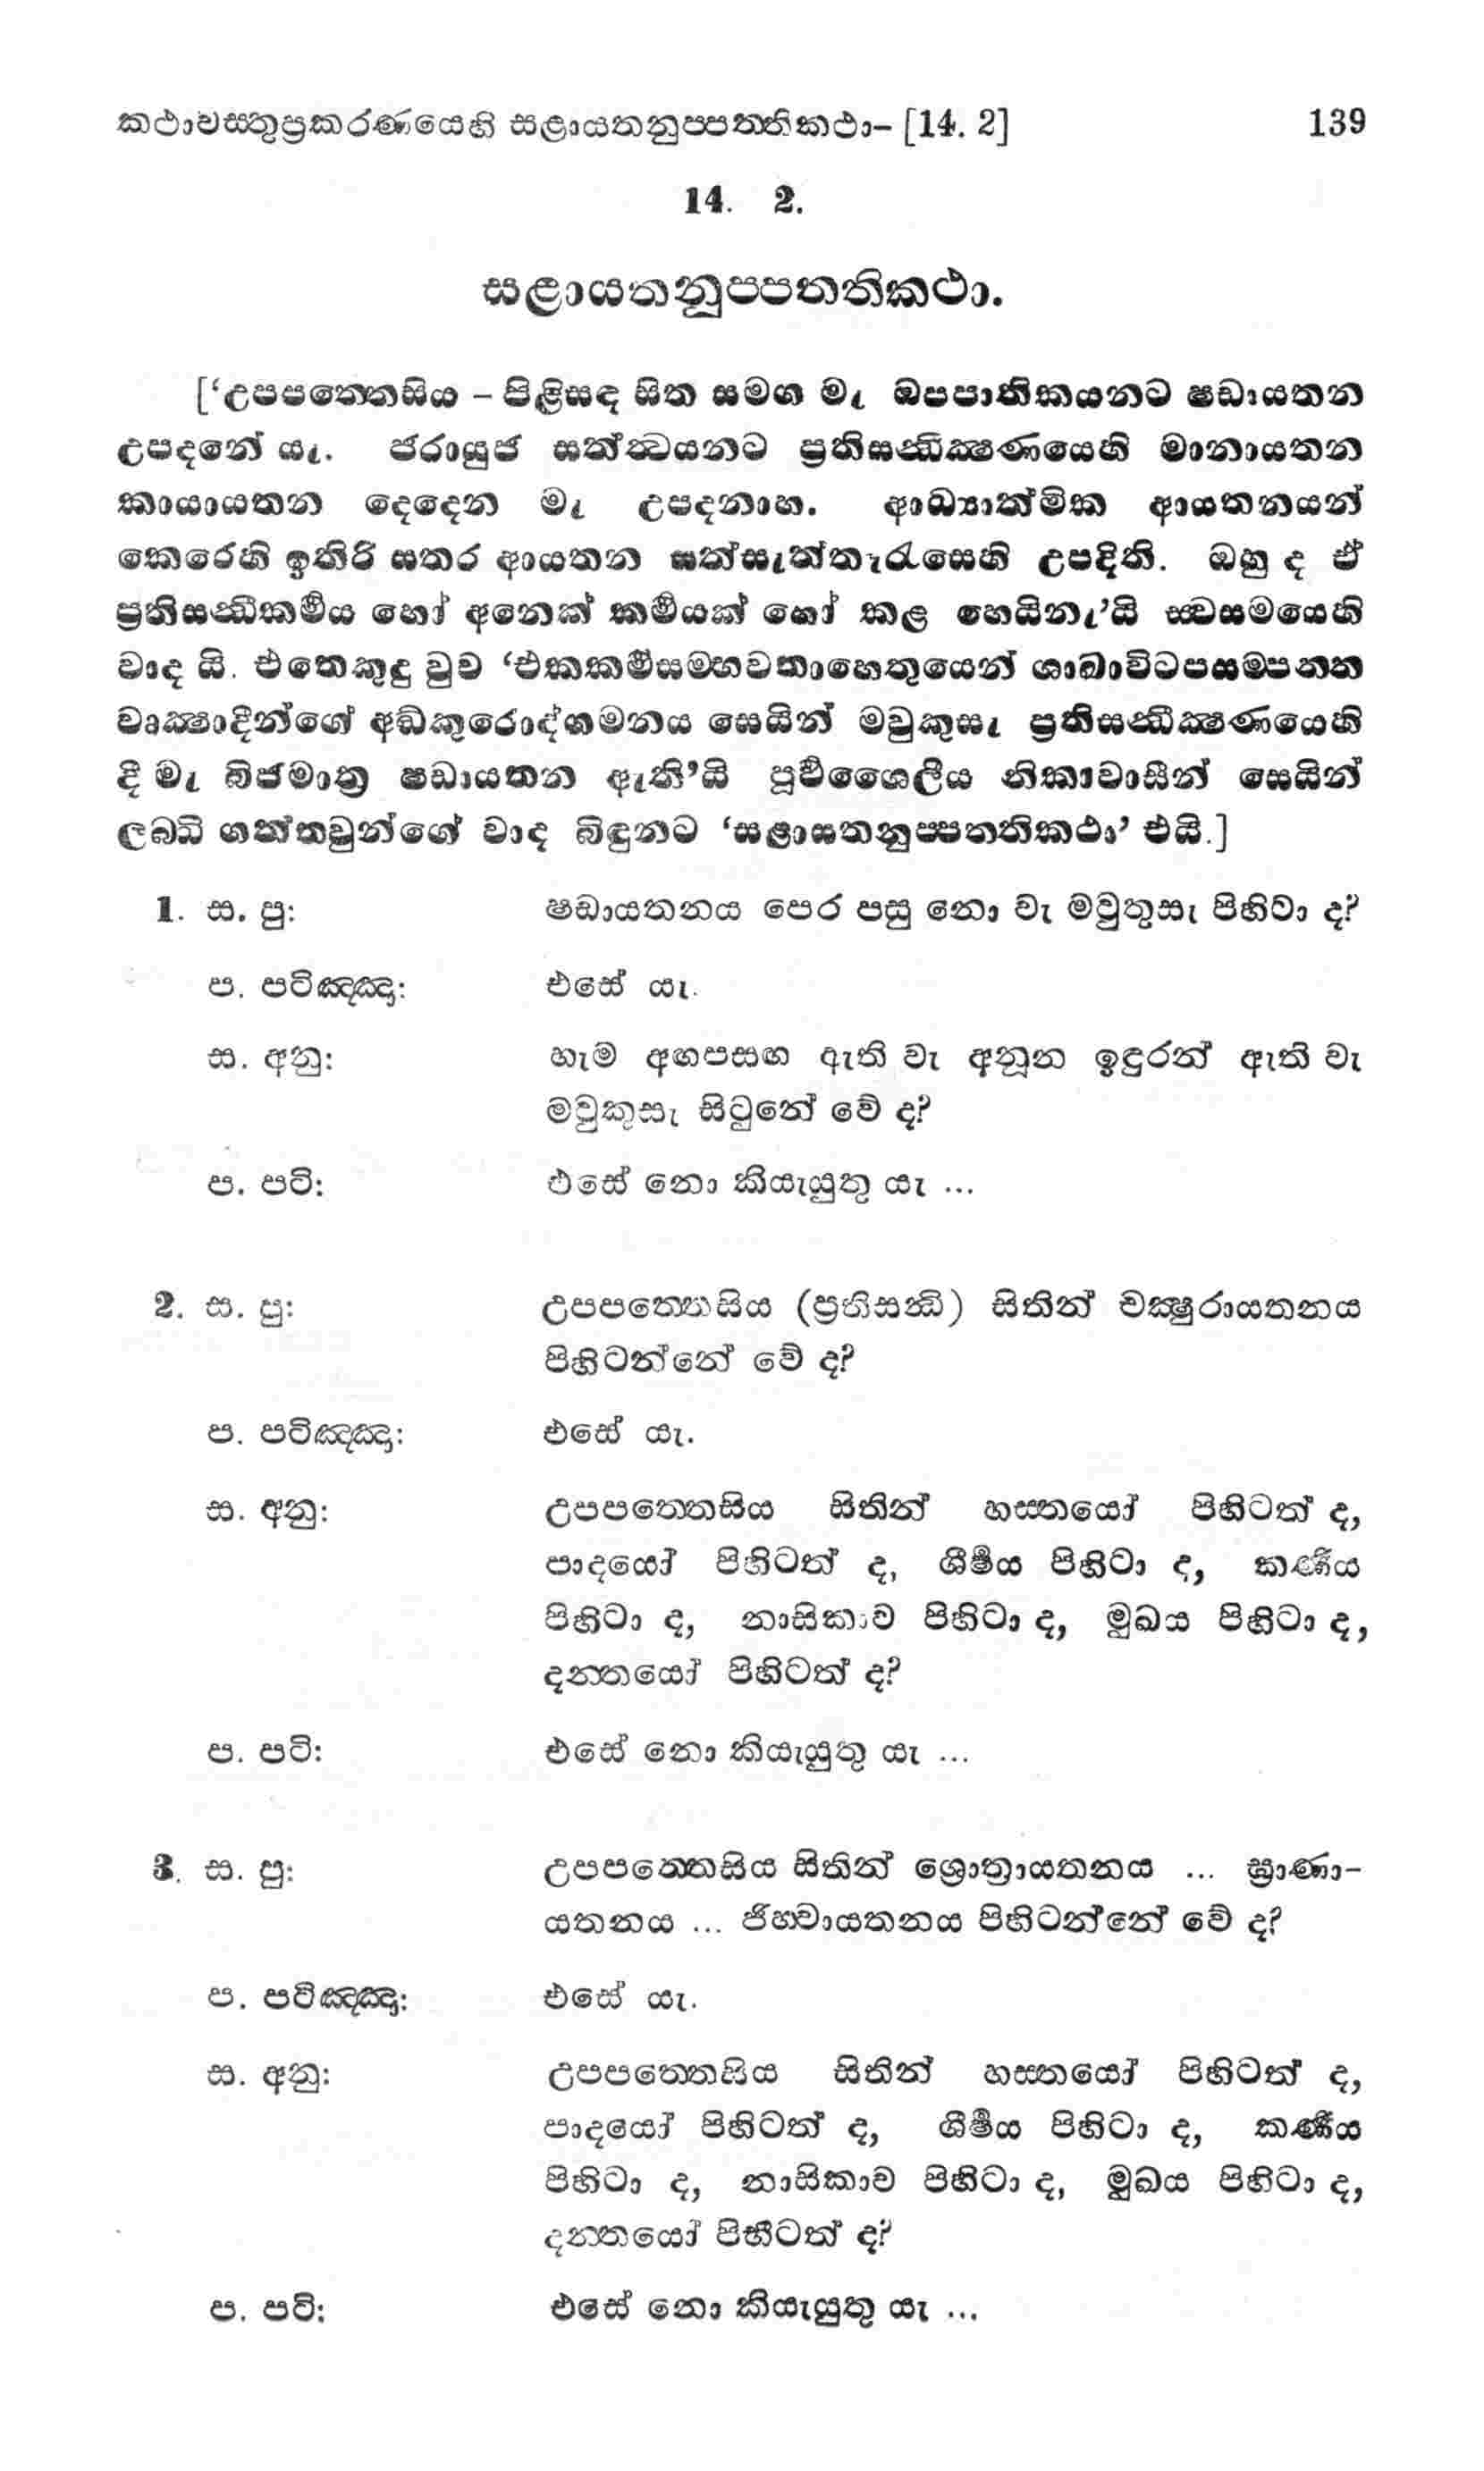 කථාවස්තුප්‍රකරණයෙහි සළායතනුප්පත්තිකථා– [14. 2] 139
14. 2.
සළායතනුප්පත්තිකථා.
[‘උපපත්තෙසිය – පිළිසඳ සිත සමග මැ ඔපපාතිකයනට ෂඩායතන
උපදනේ යැ. ජරායුජ සත්ත්‍වයනට ප්‍රතිසන්ධික්‍ෂණයෙහි මානායතන
කායායතන දෙදෙන මැ උපදනාහ. ආධ්‍යාත්මික ආයතනයන්
කෙරෙහි ඉතිරි සතර ආයතන සත්සැත්තෑරැසෙහි උපදිති. ඔහු ද ඒ
ප්‍රතිසන්ධිකර්‍මය හෝ අනෙක් කර්‍මයක් හෝ කළ හෙයිනැ’යි ස්වසමයෙහි
වාද යි. එතෙකුදු වුව ‘එකකර්‍මසම්භවතාහෙතුයෙන් ශාඛාවිටපසම්පන්න
වෘක්‍ෂාදීන්ගේ අඞ්කුරොද්ගමනය සෙයින් මවුකුසැ ප්‍රතිසන්ධික්‍ෂණයෙහි
දී මැ බීජමාත්‍ර ෂඩායතන ඇති’යි පූර්‍වශෛලීය නිකාවාසීන් සෙයින්
ලබ්ධි ගත්තවුන්ගේ වාද බිඳුනට ‘සළාසතනුප්පත්තිකථා’ එයි.]
1. ස. පු: ෂඩායතනය පෙර පසු නො වැ මවුතුසැ පිහිටා ද?
ප. පටිඤ්ඤා: එසේ යැ.
ස. අනු: හැම අඟපසඟ ඇති වැ අනූන ඉඳුරන් ඇති වැ
මවුකුසැ සිටුනේ වේ ද?
ප. පටි: එසේ නො කියැයුතු යැ ...
2. ස. පු: උපපත්තෙසිය (ප්‍රතිසන්ධි) සිතින් චක්‍ෂුරායතනය
පිහිටන්නේ වේ ද?
ප. පටිඤ්ඤා: එසේ යැ.
ස. අනු: උපපත්තෙසිය සිතින් හස්තයෝ පිහිටත් ද,
පාදයෝ පිහිටත් ද, ශීර්‍ෂය පිහිටා ද, කර්‍ණය
පිහිටා ද, නාසිකාව පිහිටා ද, මුඛය පිහිටා ද,
දන්තයෝ පිහිටත් ද?
ප. පටි: එසේ නො කියැයුතු යැ ...
3. ස. පු: උපපත්තෙසිය සිතින් ශ්‍රොත්‍රායතනය ... ඝ්‍රාණා–
යතනය ... ජිහ්වායතනය පිහිටන්නේ වේ ද?
ප. පටිඤ්ඤා: එසේ යැ.
ස. අනු: උපපත්තෙසිය සිතින් හස්තයෝ පිහිටත් ද,
පාදයෝ පිහිටත් ද, ශීර්‍ෂය පිහිටා ද, කර්‍ණය
පිහිටා ද, නාසිකාව පිහිටා ද, මුඛය පිහිටා ද,
දන්තයෝ පිහීටත් ද?
ප. පටි: එසේ නො කියැයුතු යැ ...